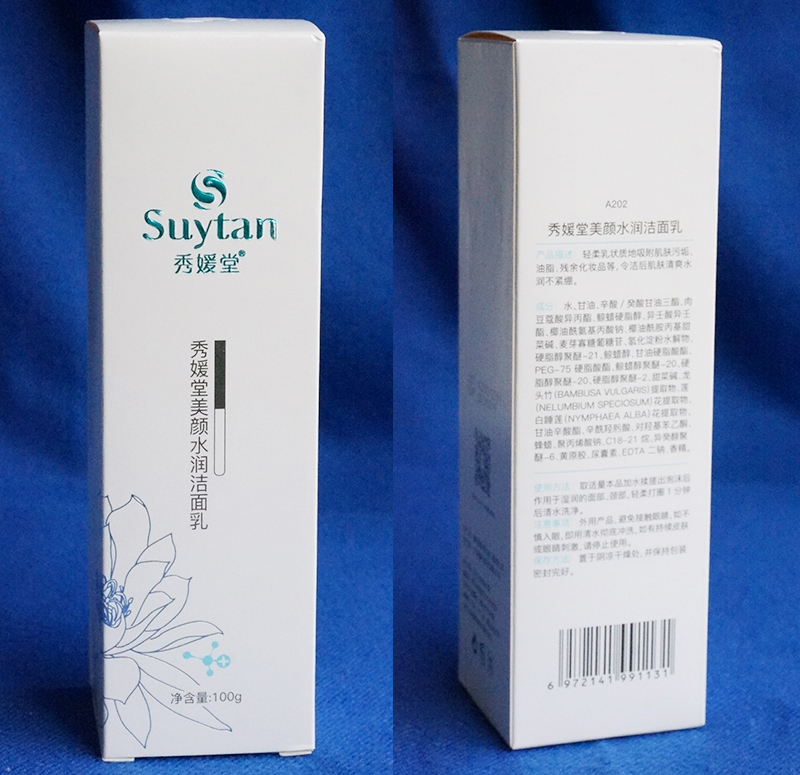 Suytan
秀媛堂®
秀媛堂美颜水润洁面乳
净含量:100g
A202
秀媛堂美颜水润洁面乳
产品描述: 轻柔乳状质地吸附肌肤污垢、
油脂、残余化妆品等,令洁后肌肤清爽水
润不紧绷。
成分: 水、甘油、辛酸/癸酸甘油三酯、肉
豆蔻酸异丙酯、鲸蜡硬脂醇、异壬酸异壬
酯、椰油酰氨基丙酸钠、椰油酰胺丙基甜
菜碱、麦芽寡糖葡糖苷、氢化淀粉水解物、
硬脂醇聚醚-21、鲸蜡醇、甘油硬脂酸酯、
PEG-75 硬脂酸酯、鲸蜡醇聚醚-20、硬
脂醇聚醚-20、硬脂醇聚醚-2、甜菜碱、龙
头竹(BAMBUSA VULGARIS)提取物、莲
(NELUMBIUM SPECIOSUM)花提取物、
白睡莲(NYMPHAEA ALBA)花提取物、
甘油辛酸酯、辛酰羟肟酸、对羟基苯乙酮、
蜂蜡、聚丙烯酸钠、C18-21 烷、异癸醇聚
醚-6、黄原胶、尿囊素、EDTA 二钠、香精。
使用方法: 取适量本品加水揉搓出泡沫后
作用于湿润的面部、颈部,轻柔打圈1分钟
后清水洗净。
注意事项: 外用产品,避免接触眼睛,如不
慎入眼,即用清水彻底冲洗,如有持续皮肤
或眼睛刺激,请停止使用。
保存方法: 置于阴凉干燥处,并保持包装
密封完好。
6 972141 991131